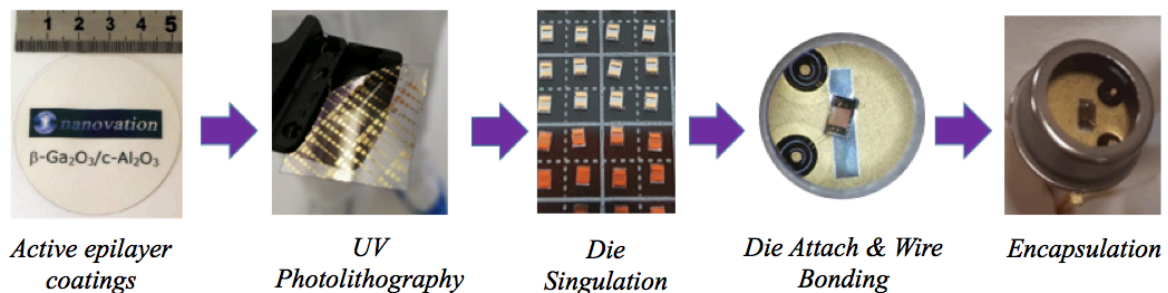 1 2 3 4 5
nanovation
β-Ga₂O₃/c-Al₂O₃
Active epilayer
coatings
UV
Photolithography
Die
Singulation
Die Attach & Wire
Bonding
Encapsulation